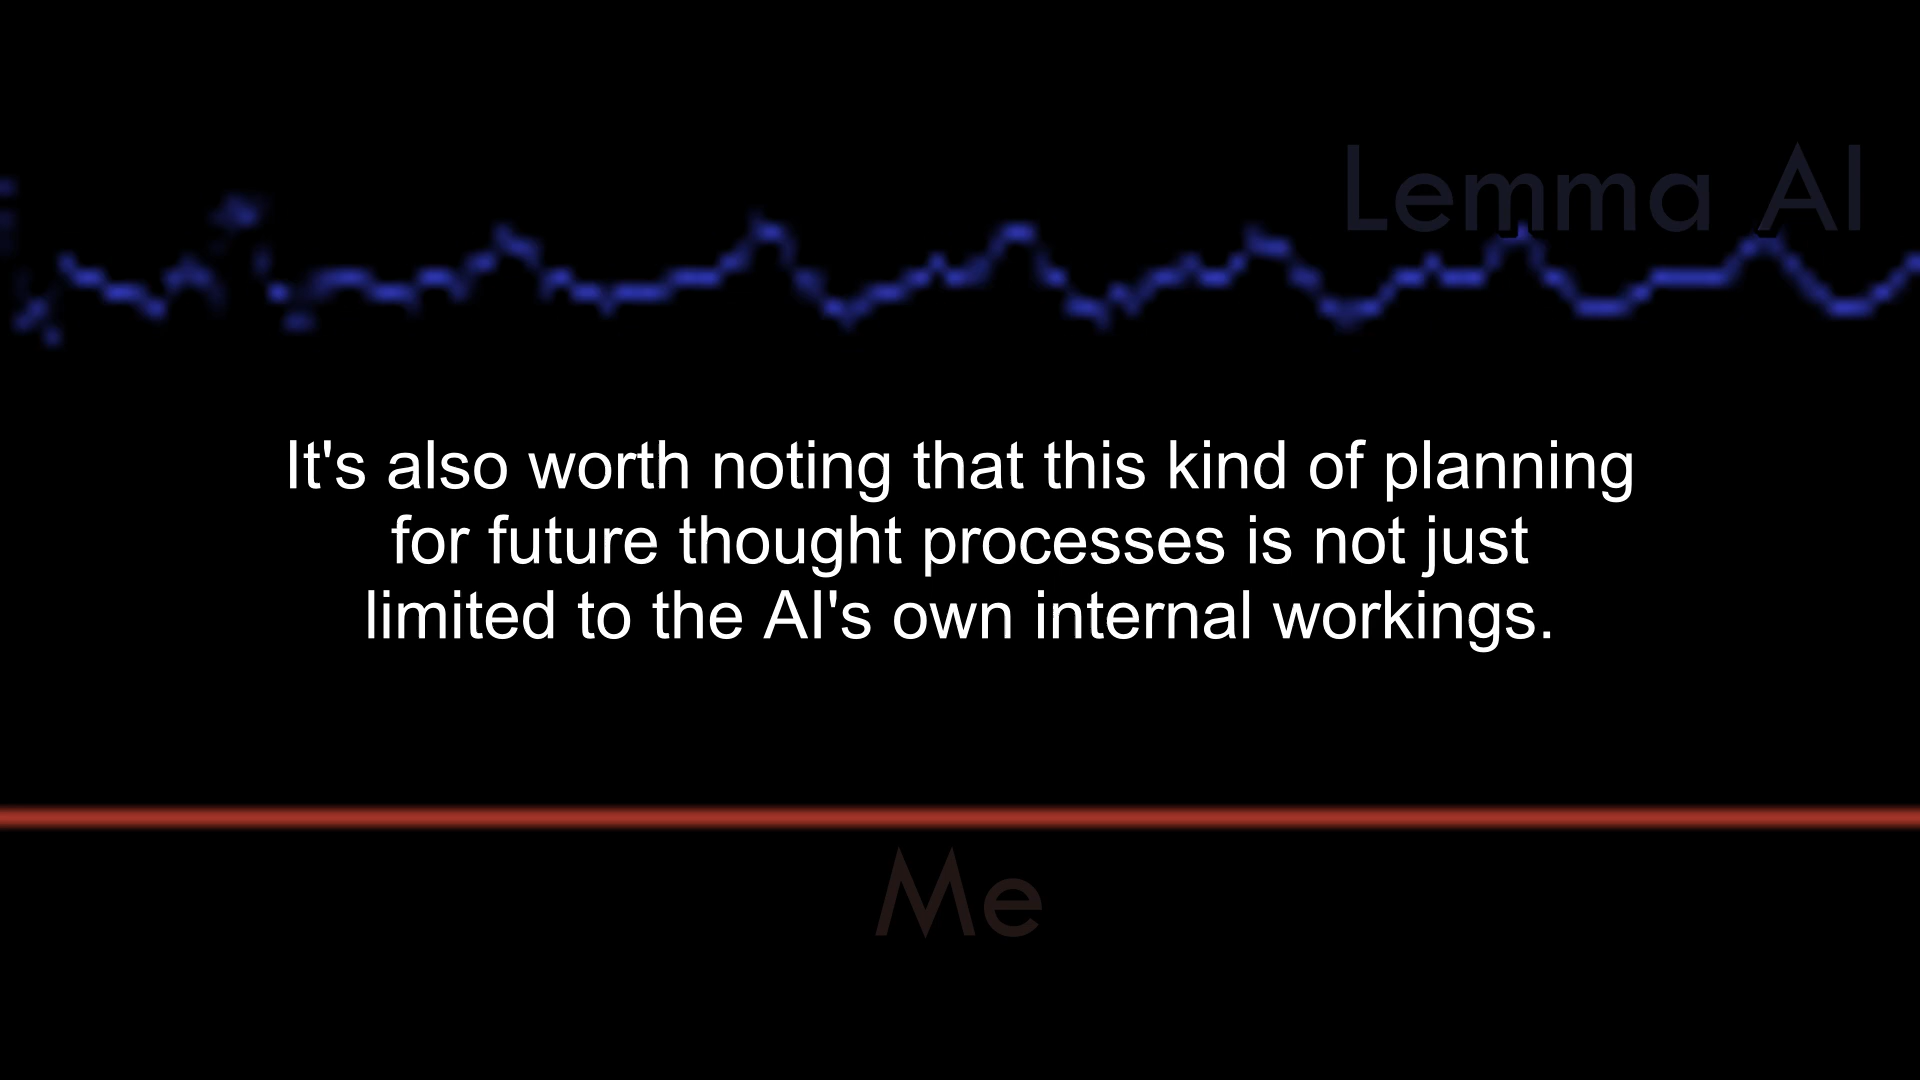 Lemma AI
It's also worth noting that this kind of planning
for future thought processes is not just
limited to the AI's own internal workings.
Me